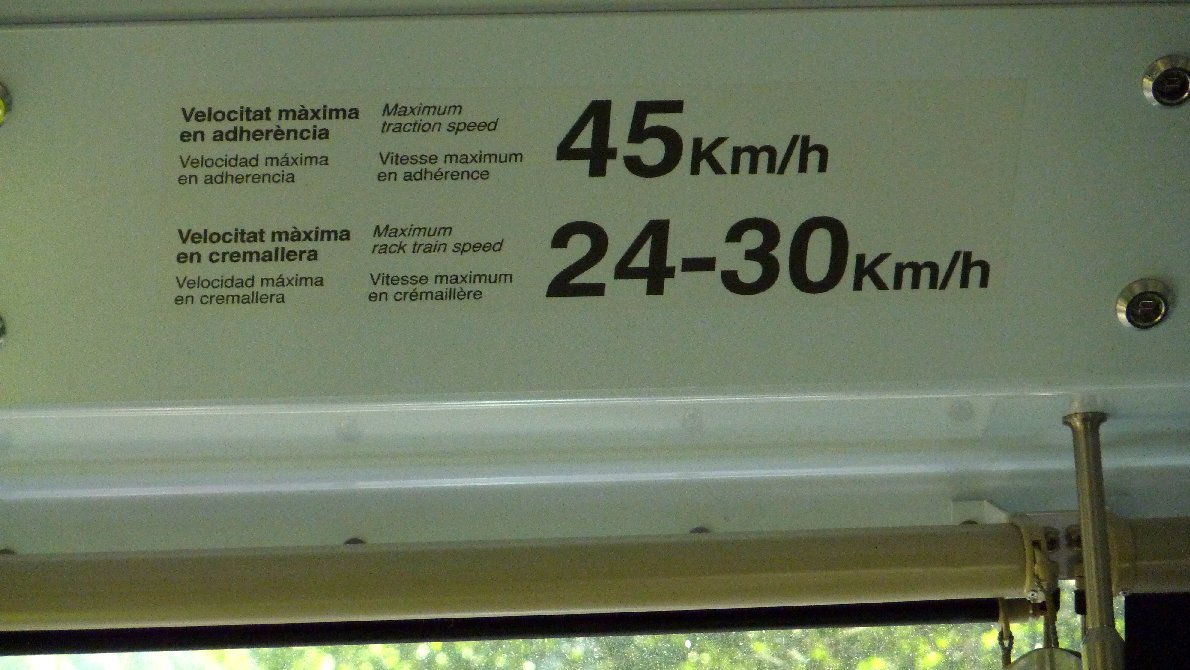 Velocitat màxima
en adherència
Maximum
traction speed
Velocidad máxima
en adherencia
Vitesse maximum
en adhérence
45Km/h
Velocitat màxima
en cremallera
Maximum
rack train speed
Velocidad máxima
en cremallera
Vitesse maximum
en crémaillère
24-30Km/h